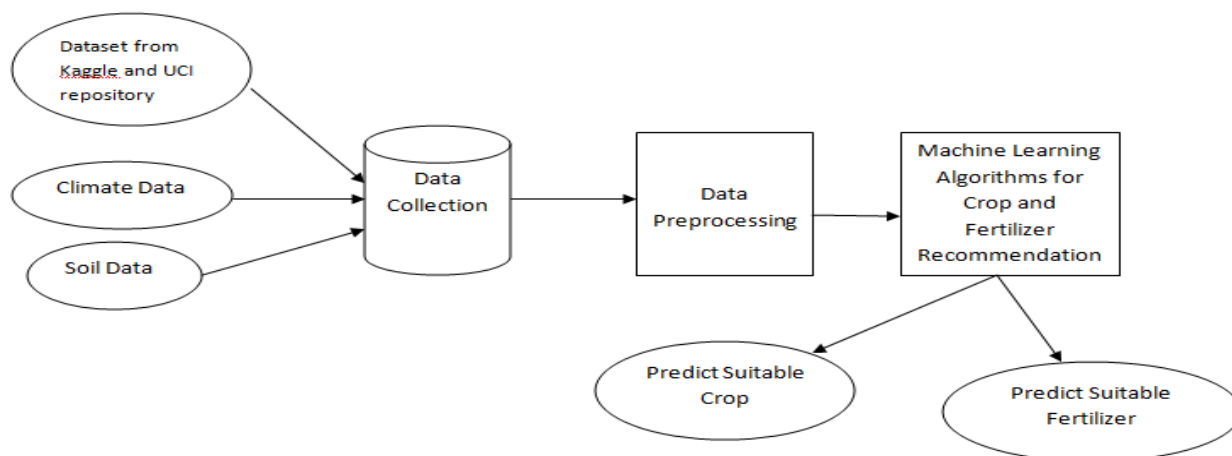 Dataset from
Kaggle and UCI
repository
Climate Data
Soil Data
Data
Collection
Data
Preprocessing
Machine Learning
Algorithms for
Crop and
Fertilizer
Recommendation
Predict Suitable
Crop
Predict Suitable
Fertilizer